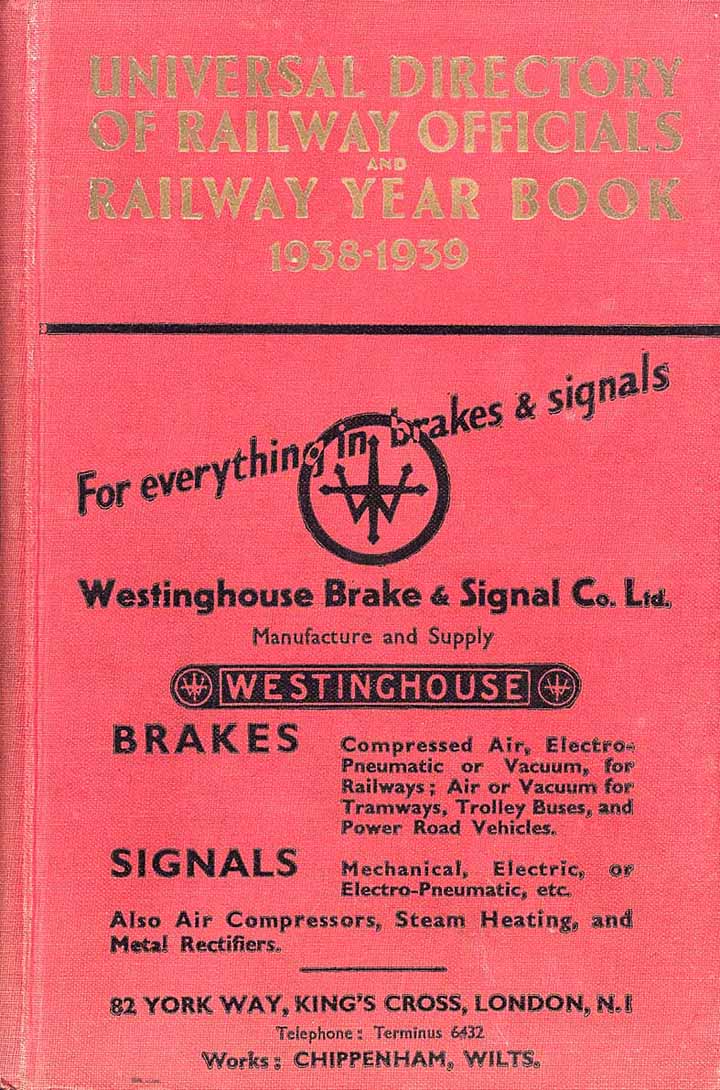 UNIVERSAL DIRECTORY
OF RAILWAY OFFICIALS
AND
RAILWAY YEAR BOOK
1938-1939
For everything in brakes & signals
Westinghouse Brake & Signal Co. Ltd.
Manufacture and Supply
WESTINGHOUSE
BRAKES
Compressed Air, Electro-
Pneumatic or Vacuum, for
Railways; Air or Vacuum for
Tramways, Trolley Buses, and
Power Road Vehicles.
SIGNALS
Mechanical, Electric, or
Electro-Pneumatic, etc.
Also Air Compressors, Steam Heating, and
Metal Rectifiers.
82 YORK WAY, KING'S CROSS, LONDON, N.1
Telephone: Terminus 6432
Works: CHIPPENHAM, WILTS.